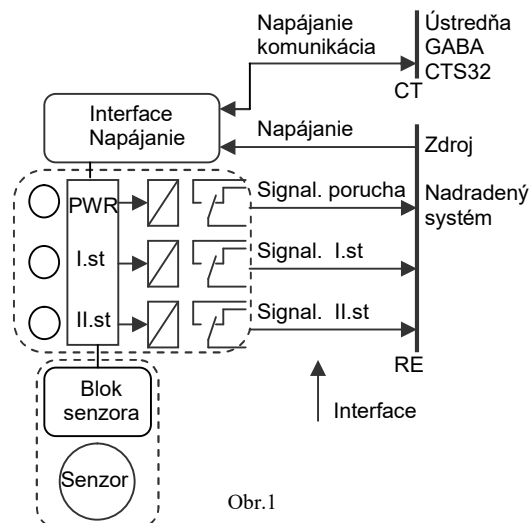 Napájanie
komunikácia
Ústredňa
GABA
CTS32
CT
Interface
Napájanie
Napájanie
Zdroj
PWR
Signal. porucha
Nadradený
systém
I.st
Signal. I.st
II.st
Signal. II.st
RE
Blok
senzora
Interface
Senzor
Obr.1